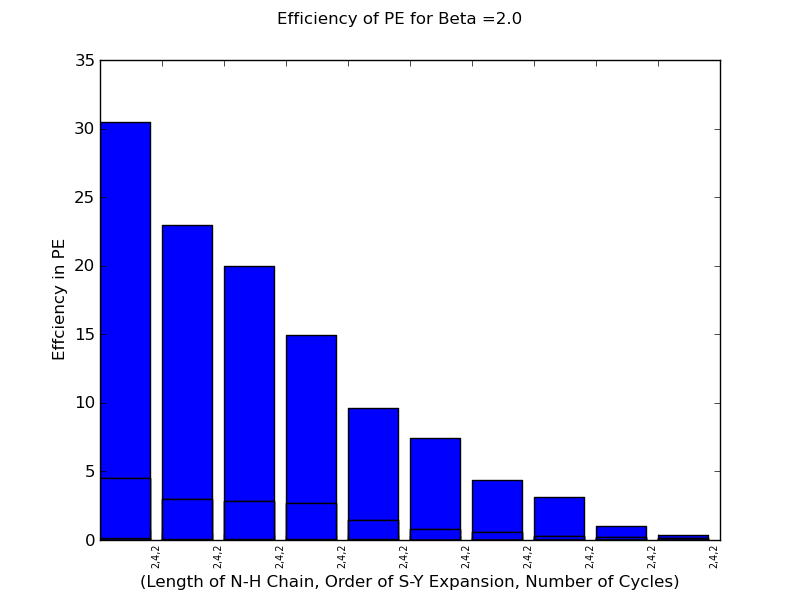 Efficiency of PE for Beta =2.0
35
30
25
20
15
10
5
0
Effciency in PE
2,4,2 2,4,2 2,4,2 2,4,2 2,4,2 2,4,2 2,4,2 2,4,2 2,4,2 2,4,2
(Length of N-H Chain, Order of S-Y Expansion, Number of Cycles)